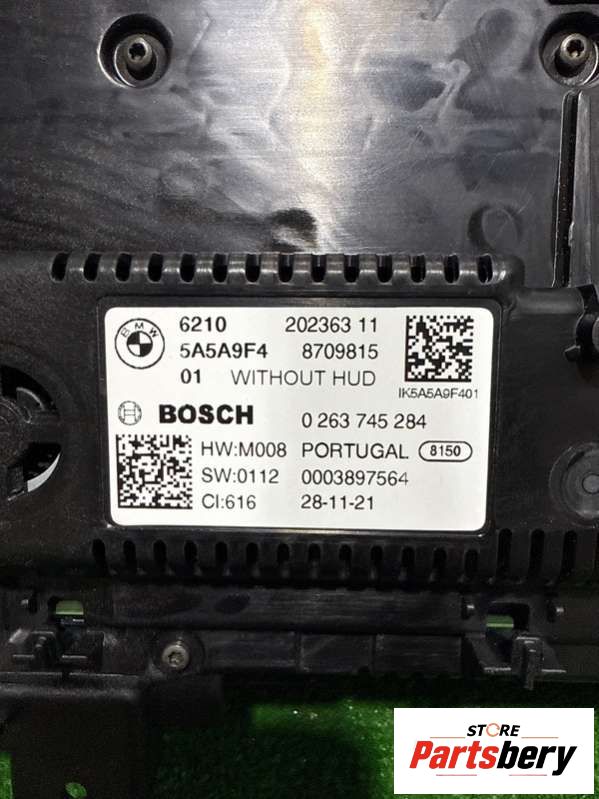 BMW
6210 202363 11
5A5A9F4 8709815
01 WITHOUT HUD
IK5A5A9F401
BOSCH 0 263 745 284
HW:M008 PORTUGAL 8150
SW:0112 0003897564
CI:616 28-11-21
STORE
Partsbery